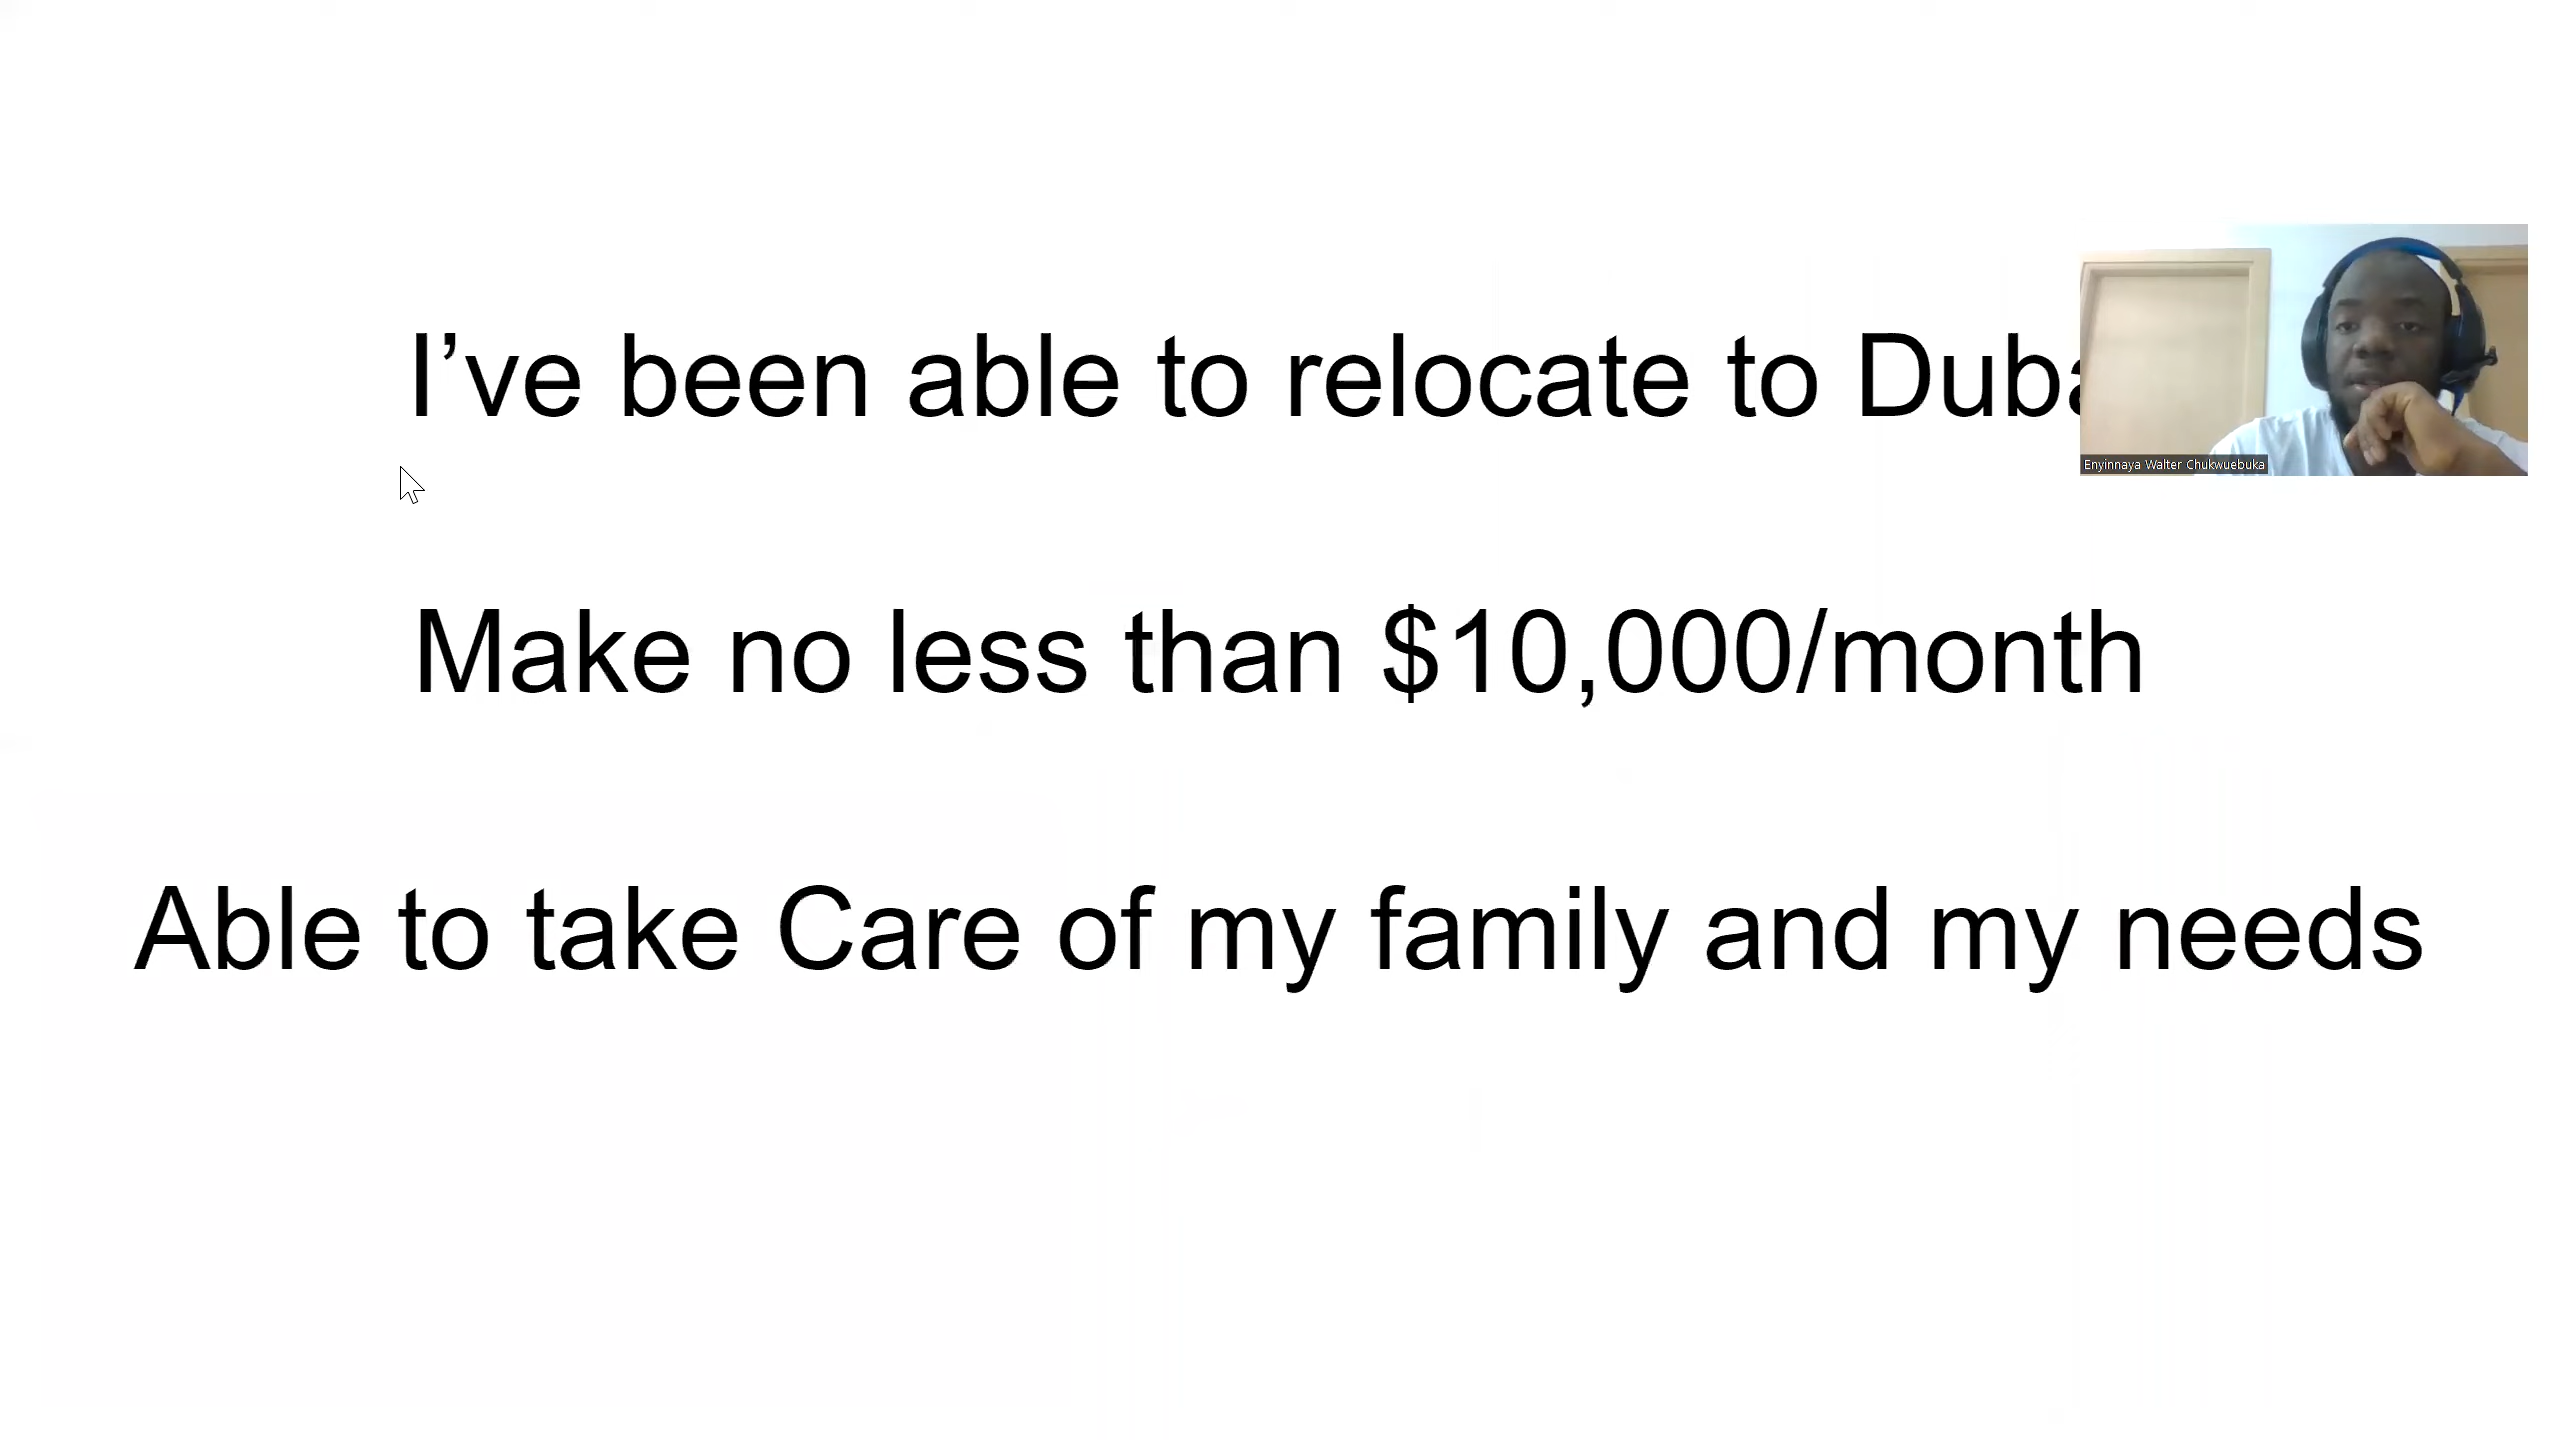 I’ve been able to relocate to Duba
Enyinnaya Walter Chukwuebuka
Make no less than $10,000/month
Able to take Care of my family and my needs